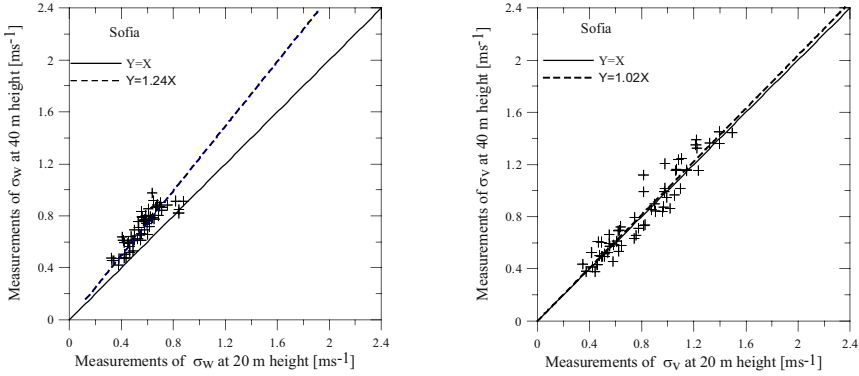 2.4
2
1.6
1.2
0.8
0.4
0
Measurements of σw at 40 m height [ms-1]
Sofia
Y=X
Y=1.24X
0 0.4 0.8 1.2 1.6 2 2.4
Measurements of σw at 20 m height [ms-1]
2.4
2
1.6
1.2
0.8
0.4
0
Measurements of σv at 40 m height [ms-1]
Sofia
Y=X
Y=1.02X
0 0.4 0.8 1.2 1.6 2 2.4
Measurements of σv at 20 m height [ms-1]